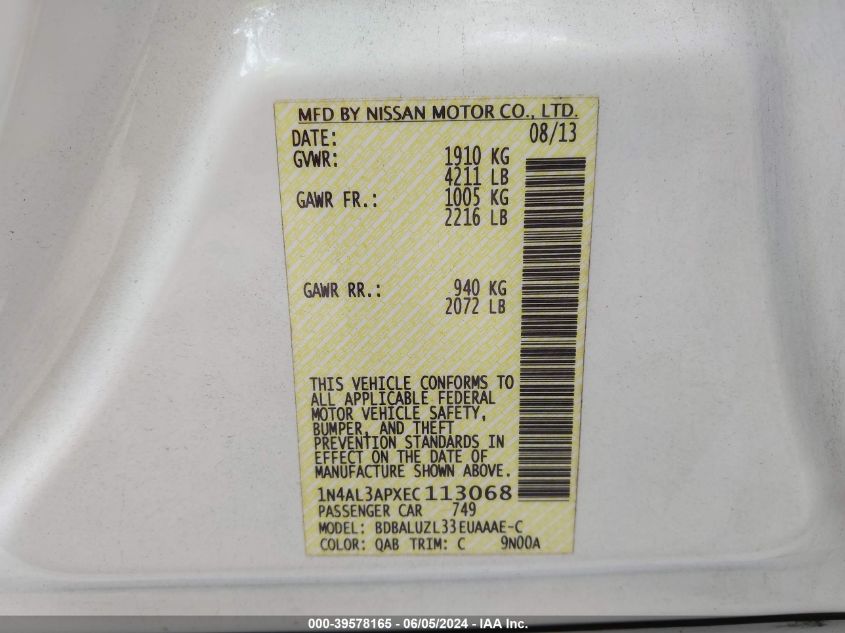 MFD BY NISSAN MOTOR CO., LTD.
DATE: 08/13
GVWR: 1910 KG
4211 LB
GAWR FR.: 1005 KG
2216 LB
GAWR RR.: 940 KG
2072 LB
THIS VEHICLE CONFORMS TO
ALL APPLICABLE FEDERAL
MOTOR VEHICLE SAFETY,
BUMPER, AND THEFT
PREVENTION STANDARDS IN
EFFECT ON THE DATE OF
MANUFACTURE SHOWN ABOVE.
1N4AL3APXEC113068
PASSENGER CAR 749
MODEL: BDBALUZL33EUAAAE-C
COLOR: QAB TRIM: C 9N00A
000-39578165 - 06/05/2024 - IAA Inc.